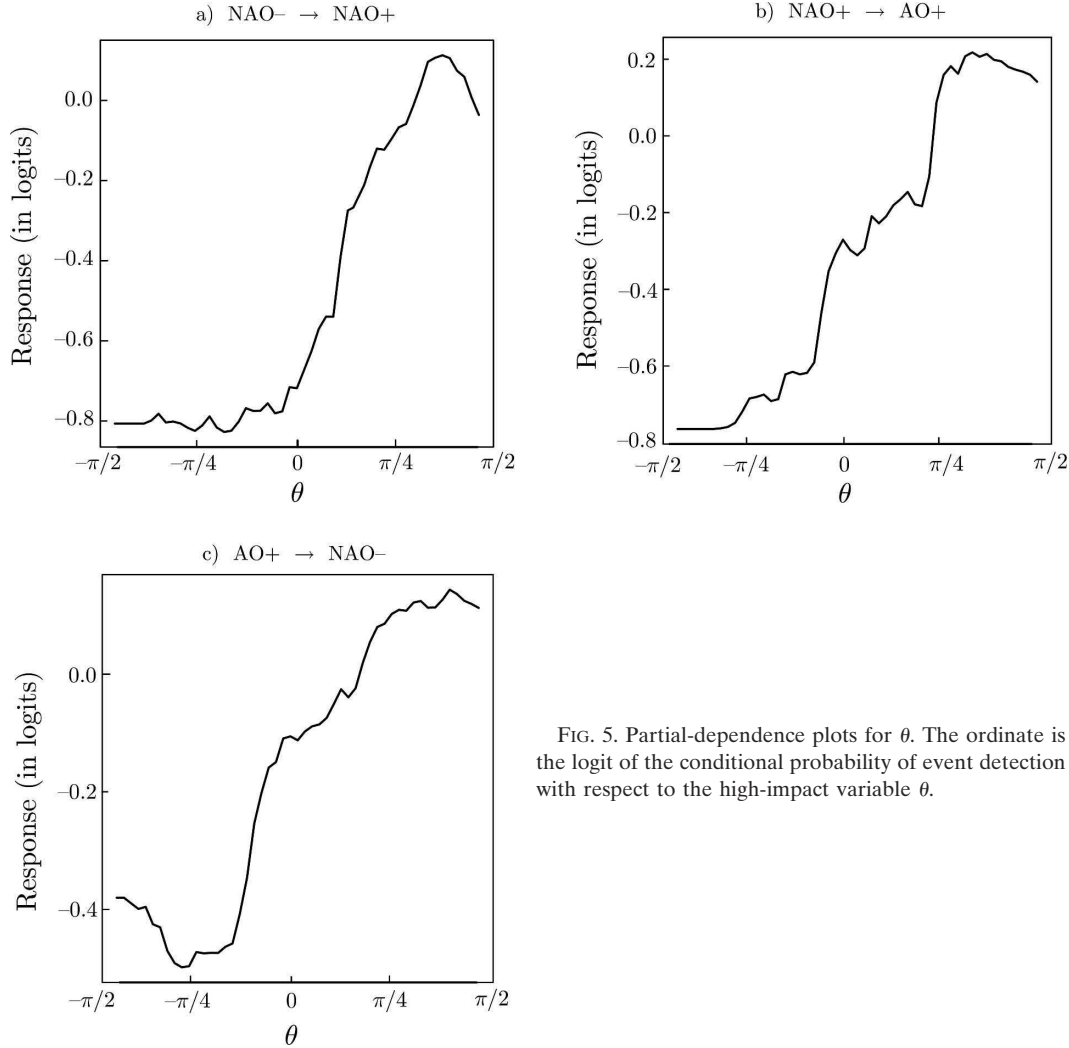 a) NAO– → NAO+
0.0
–0.2
–0.4
–0.6
–0.8
Response (in logits)
–π/2 –π/4 0 π/4 π/2
θ
b) NAO+ → AO+
0.2
0.0
–0.2
–0.4
–0.6
–0.8
Response (in logits)
–π/2 –π/4 0 π/4 π/2
θ
c) AO+ → NAO–
0.0
–0.2
–0.4
Response (in logits)
–π/2 –π/4 0 π/4 π/2
θ
FIG. 5. Partial-dependence plots for θ. The ordinate is
the logit of the conditional probability of event detection
with respect to the high-impact variable θ.